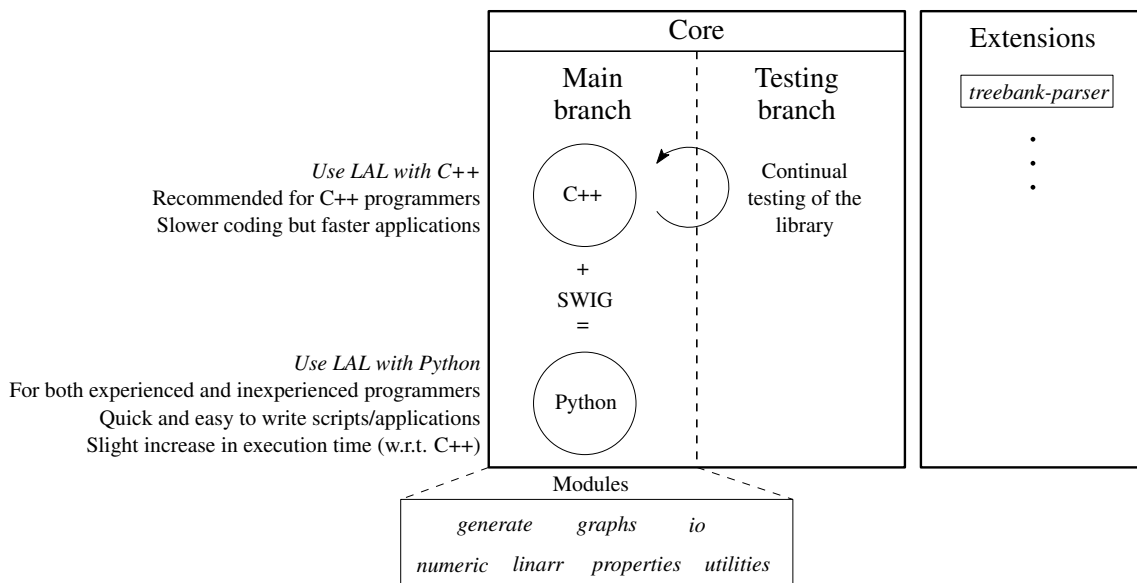 Core
Extensions
Main
branch
Testing
branch
treebank-parser
Use LAL with C++
Recommended for C++ programmers
Slower coding but faster applications
C++
Continual
testing of the
library
+
SWIG
=
Use LAL with Python
For both experienced and inexperienced programmers
Quick and easy to write scripts/applications
Slight increase in execution time (w.r.t. C++)
Python
Modules
generate graphs io
numeric linarr properties utilities